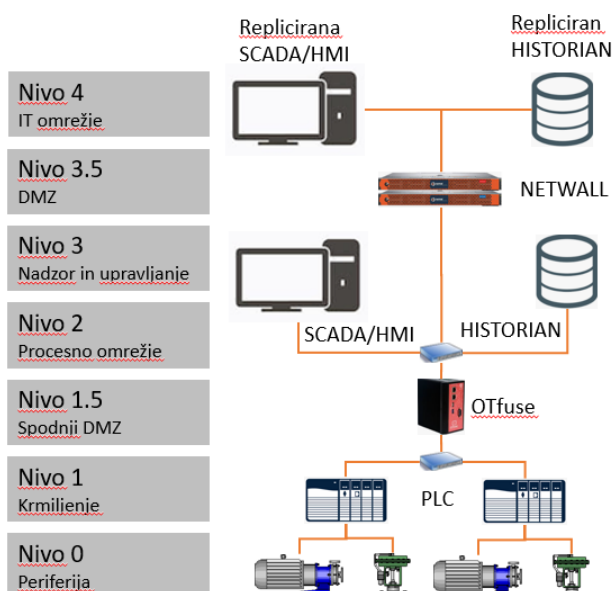 Replicirana
SCADA/HMI
Repliciran
HISTORIAN
Nivo 4
IT omrežje
Nivo 3.5
DMZ
NETWALL
Nivo 3
Nadzor in upravljanje
SCADA/HMI
HISTORIAN
Nivo 2
Procesno omrežje
Nivo 1.5
Spodnji DMZ
OTfuse
Nivo 1
Krmiljenje
PLC
Nivo 0
Periferija